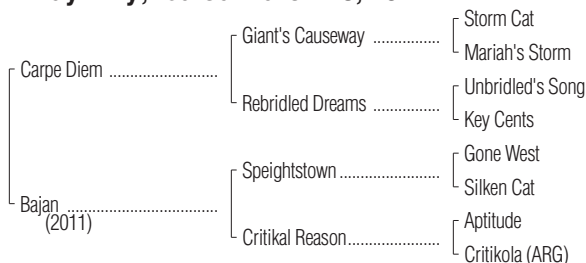 Storm Cat
Giant's Causeway ................
Mariah's Storm
Carpe Diem ...........................
Unbridled's Song
Rebridled Dreams ................
Key Cents
Gone West
Speightstown ........................
Silken Cat
Bajan ......................................
(2011)
Aptitude
Critikal Reason.....................
Critikola (ARG)